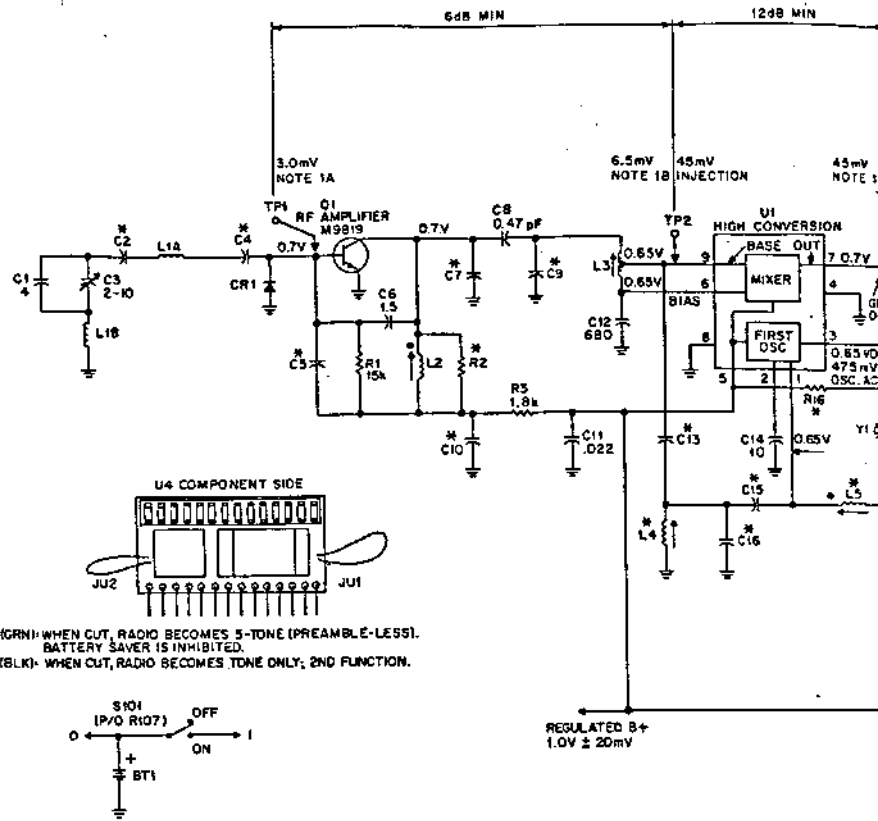 6dB MIN
12dB MIN
3.0mV
NOTE 1A
6.5mV 45mV
NOTE 1B INJECTION
45mV
NOTE
TP1
Q1
RF AMPLIFIER
M9819
0.7V
0.7V
C8
0.47 pF
TP2
U1
HIGH CONVERSION
*
C2
L1A
*
C4
C1
4
C3
2-10
L1B
CR1
*
C7
*
C9
L3
0.65V
0.65V
BIAS
9
6
BASE OUT
MIXER
7 0.7V
4
C12
680
8
FIRST
OSC
3
0.65VD
475mV
OSC. AC
5
2
1
R16
*
C6
1.5
*
C5
R1
15k
L2
*
R2
R3
1.8k
*
C10
C11
.022
*
C13
C14
10
0.65V
Y1
*
C15
*
L5
*
L4
*
C16
U4 COMPONENT SIDE
JU2
JU1
(GRN): WHEN CUT, RADIO BECOMES 5-TONE (PREAMBLE-LESS).
BATTERY SAVER IS INHIBITED.
(BLK): WHEN CUT, RADIO BECOMES TONE ONLY; 2ND FUNCTION.
S101
(P/O R107)
OFF
0
1
ON
+
BT1
REGULATED B+
1.0V ± 20mV